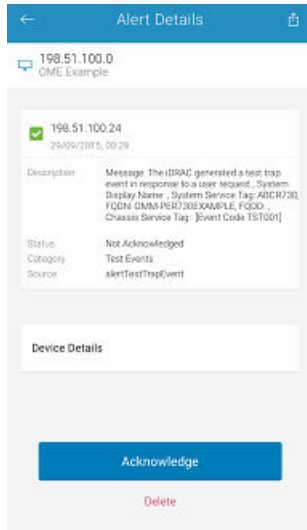 Alert Details
198.51.100.0
OME Example
198.51.100.24
29/09/2015, 00:29
Description
Message: The iDRAC generated a test trap
event in response to a user request., System
Display Name: , System Service Tag: ABCR730,
FQDN: OMM-PER730EXAMPLE, FQDD: ,
Chassis Service Tag: [Event Code:TST001]
Status
Not Acknowledged
Category
Test Events
Source
alertTestTrapEvent
Device Details
Acknowledge
Delete